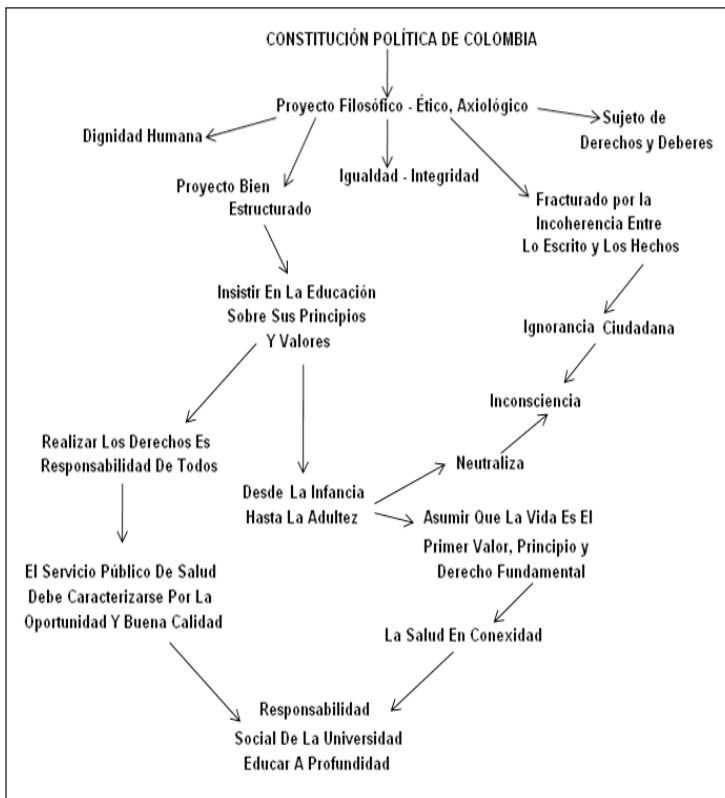 CONSTITUCIÓN POLÍTICA DE COLOMBIA
Proyecto Filosófico - Ético, Axiológico
Dignidad Humana
Sujeto de
Derechos y Deberes
Igualdad - Integridad
Proyecto Bien
Estructurado
Fracturado por la
Incoherencia Entre
Lo Escrito y Los Hechos
Insistir En La Educación
Sobre Sus Principios
Y Valores
Ignorancia Ciudadana
Inconsciencia
Realizar Los Derechos Es
Responsabilidad De Todos
Neutraliza
Desde La Infancia
Hasta La Adultez
Asumir Que La Vida Es El
Primer Valor, Principio y
Derecho Fundamental
El Servicio Público De Salud
Debe Caracterizarse Por La
Oportunidad Y Buena Calidad
La Salud En Conexidad
Responsabilidad
Social De La Universidad
Educar A Profundidad